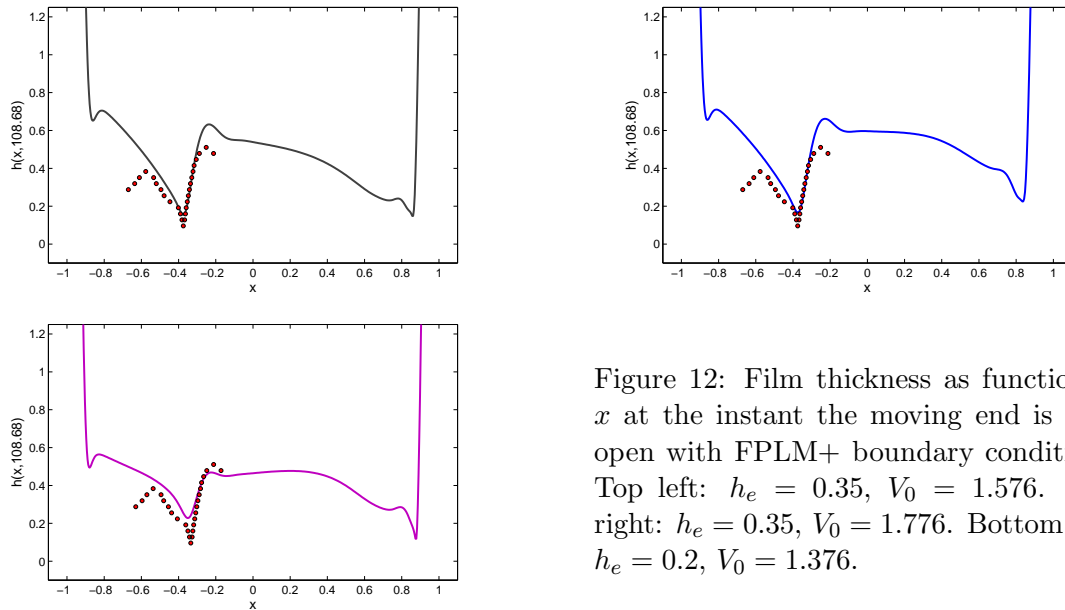 1.2
1
0.8
0.6
0.4
0.2
0
h(x,108.68)
−1 −0.8 −0.6 −0.4 −0.2 0 0.2 0.4 0.6 0.8 1
x
1.2
1
0.8
0.6
0.4
0.2
0
h(x,108.68)
−1 −0.8 −0.6 −0.4 −0.2 0 0.2 0.4 0.6 0.8 1
x
1.2
1
0.8
0.6
0.4
0.2
0
h(x,108.68)
−1 −0.8 −0.6 −0.4 −0.2 0 0.2 0.4 0.6 0.8 1
x
Figure 12: Film thickness as functio
x at the instant the moving end is
open with FPLM+ boundary condit
Top left: h_e = 0.35, V_0 = 1.576.
right: h_e = 0.35, V_0 = 1.776. Bottom
h_e = 0.2, V_0 = 1.376.